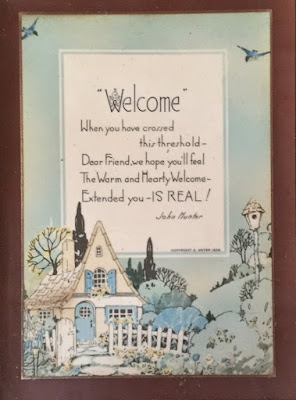 "Welcome"
When you have crossed
this threshold-
Dear Friend, we hope you'll feel
The Warm and Hearty Welcome-
Extended you-IS REAL!
John Hunter